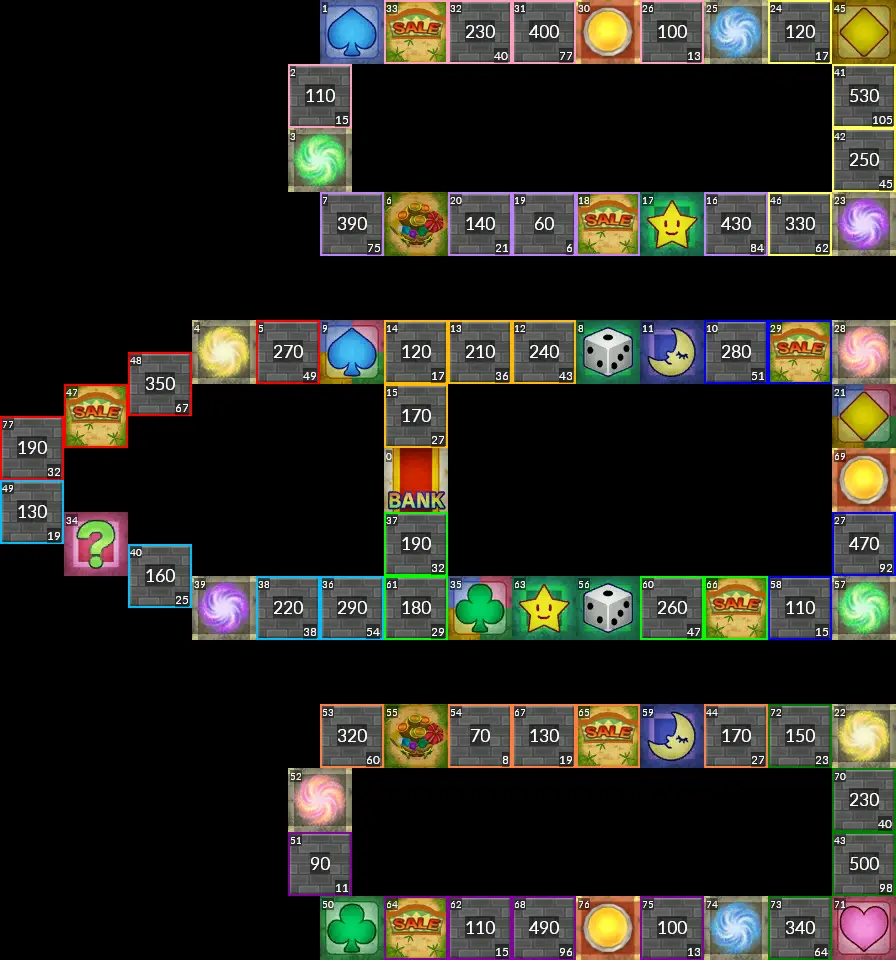 1 33 SALE 32 230 40 31 400 77 30 26 100 13 25 24 120 17 45
2 110 15 41 530 105
3 42 250 45
7 390 75 6 20 140 21 19 60 6 18 SALE 17 16 430 84 46 330 62 23
4 5 270 49 9 14 120 17 13 210 36 12 240 43 8 11 10 280 51 29 SALE 28
48 350 67
47 SALE 15 170 27 21
77 190 32 0 BANK 69
49 130 19
34 37 190 32 27 470 92
40 160 25
39 38 220 38 36 290 54 61 180 29 35 63 56 60 260 47 66 SALE 58 110 15 57
53 320 60 55 54 70 8 67 130 19 65 SALE 59 44 170 27 72 150 23 22
52 70 230 40
51 90 11 43 500 98
50 64 SALE 62 110 15 68 490 96 76 75 100 13 74 73 340 64 71